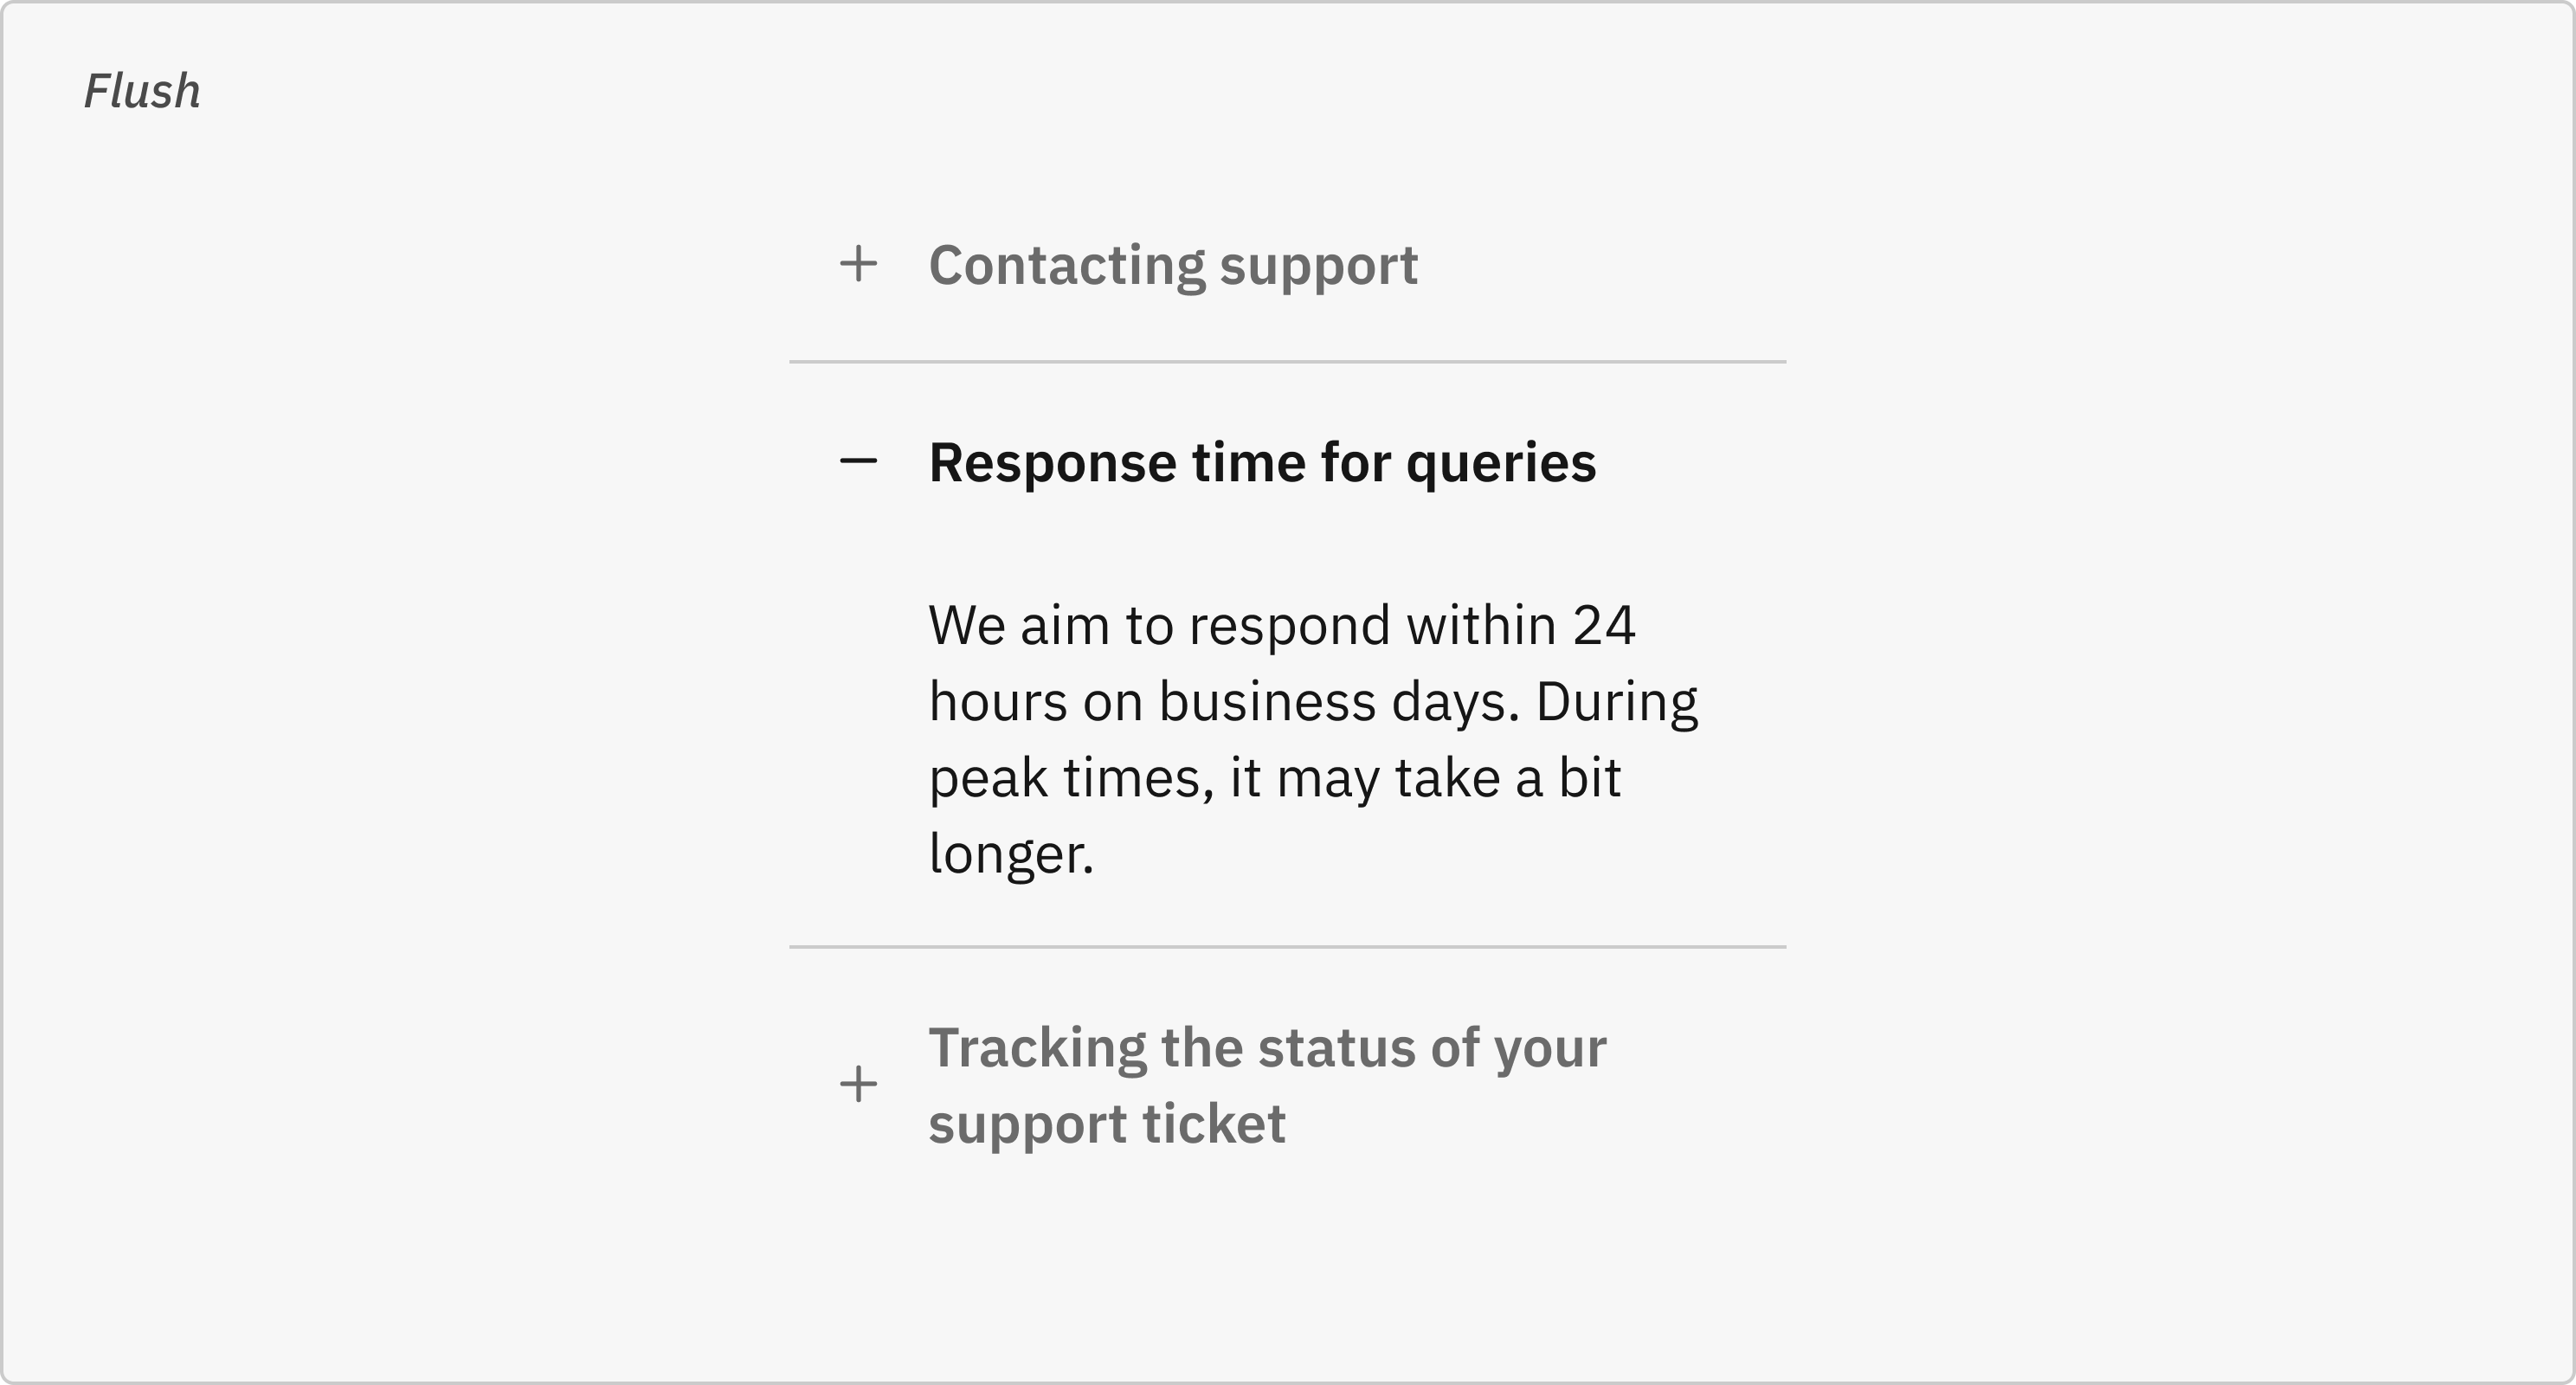 Flush
Contacting support
Response time for queries
We aim to respond within 24
hours on business days. During
peak times, it may take a bit
longer.
Tracking the status of your
support ticket